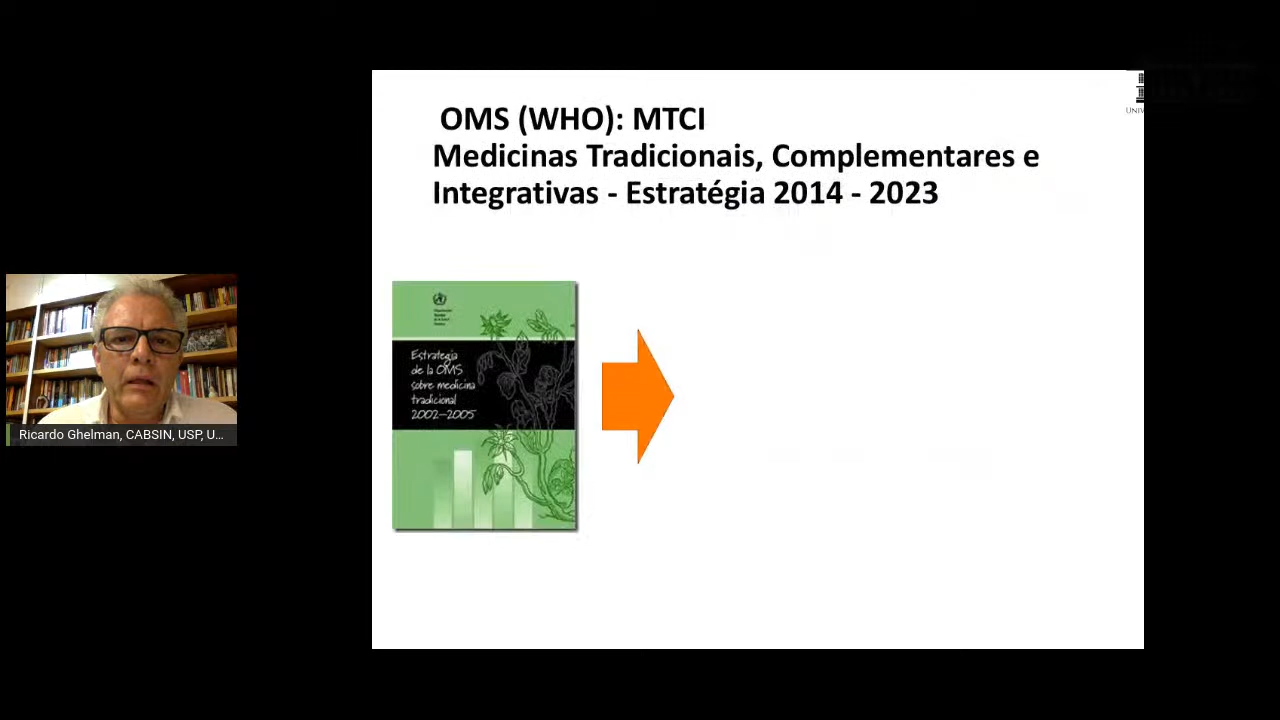 OMS (WHO): MTCI
Medicinas Tradicionais, Complementares e
Integrativas - Estratégia 2014 - 2023
Estrategia
de la OMS
sobre medicina
tradicional
2002–2005
Ricardo Ghelman, CABSIN, USP, U...